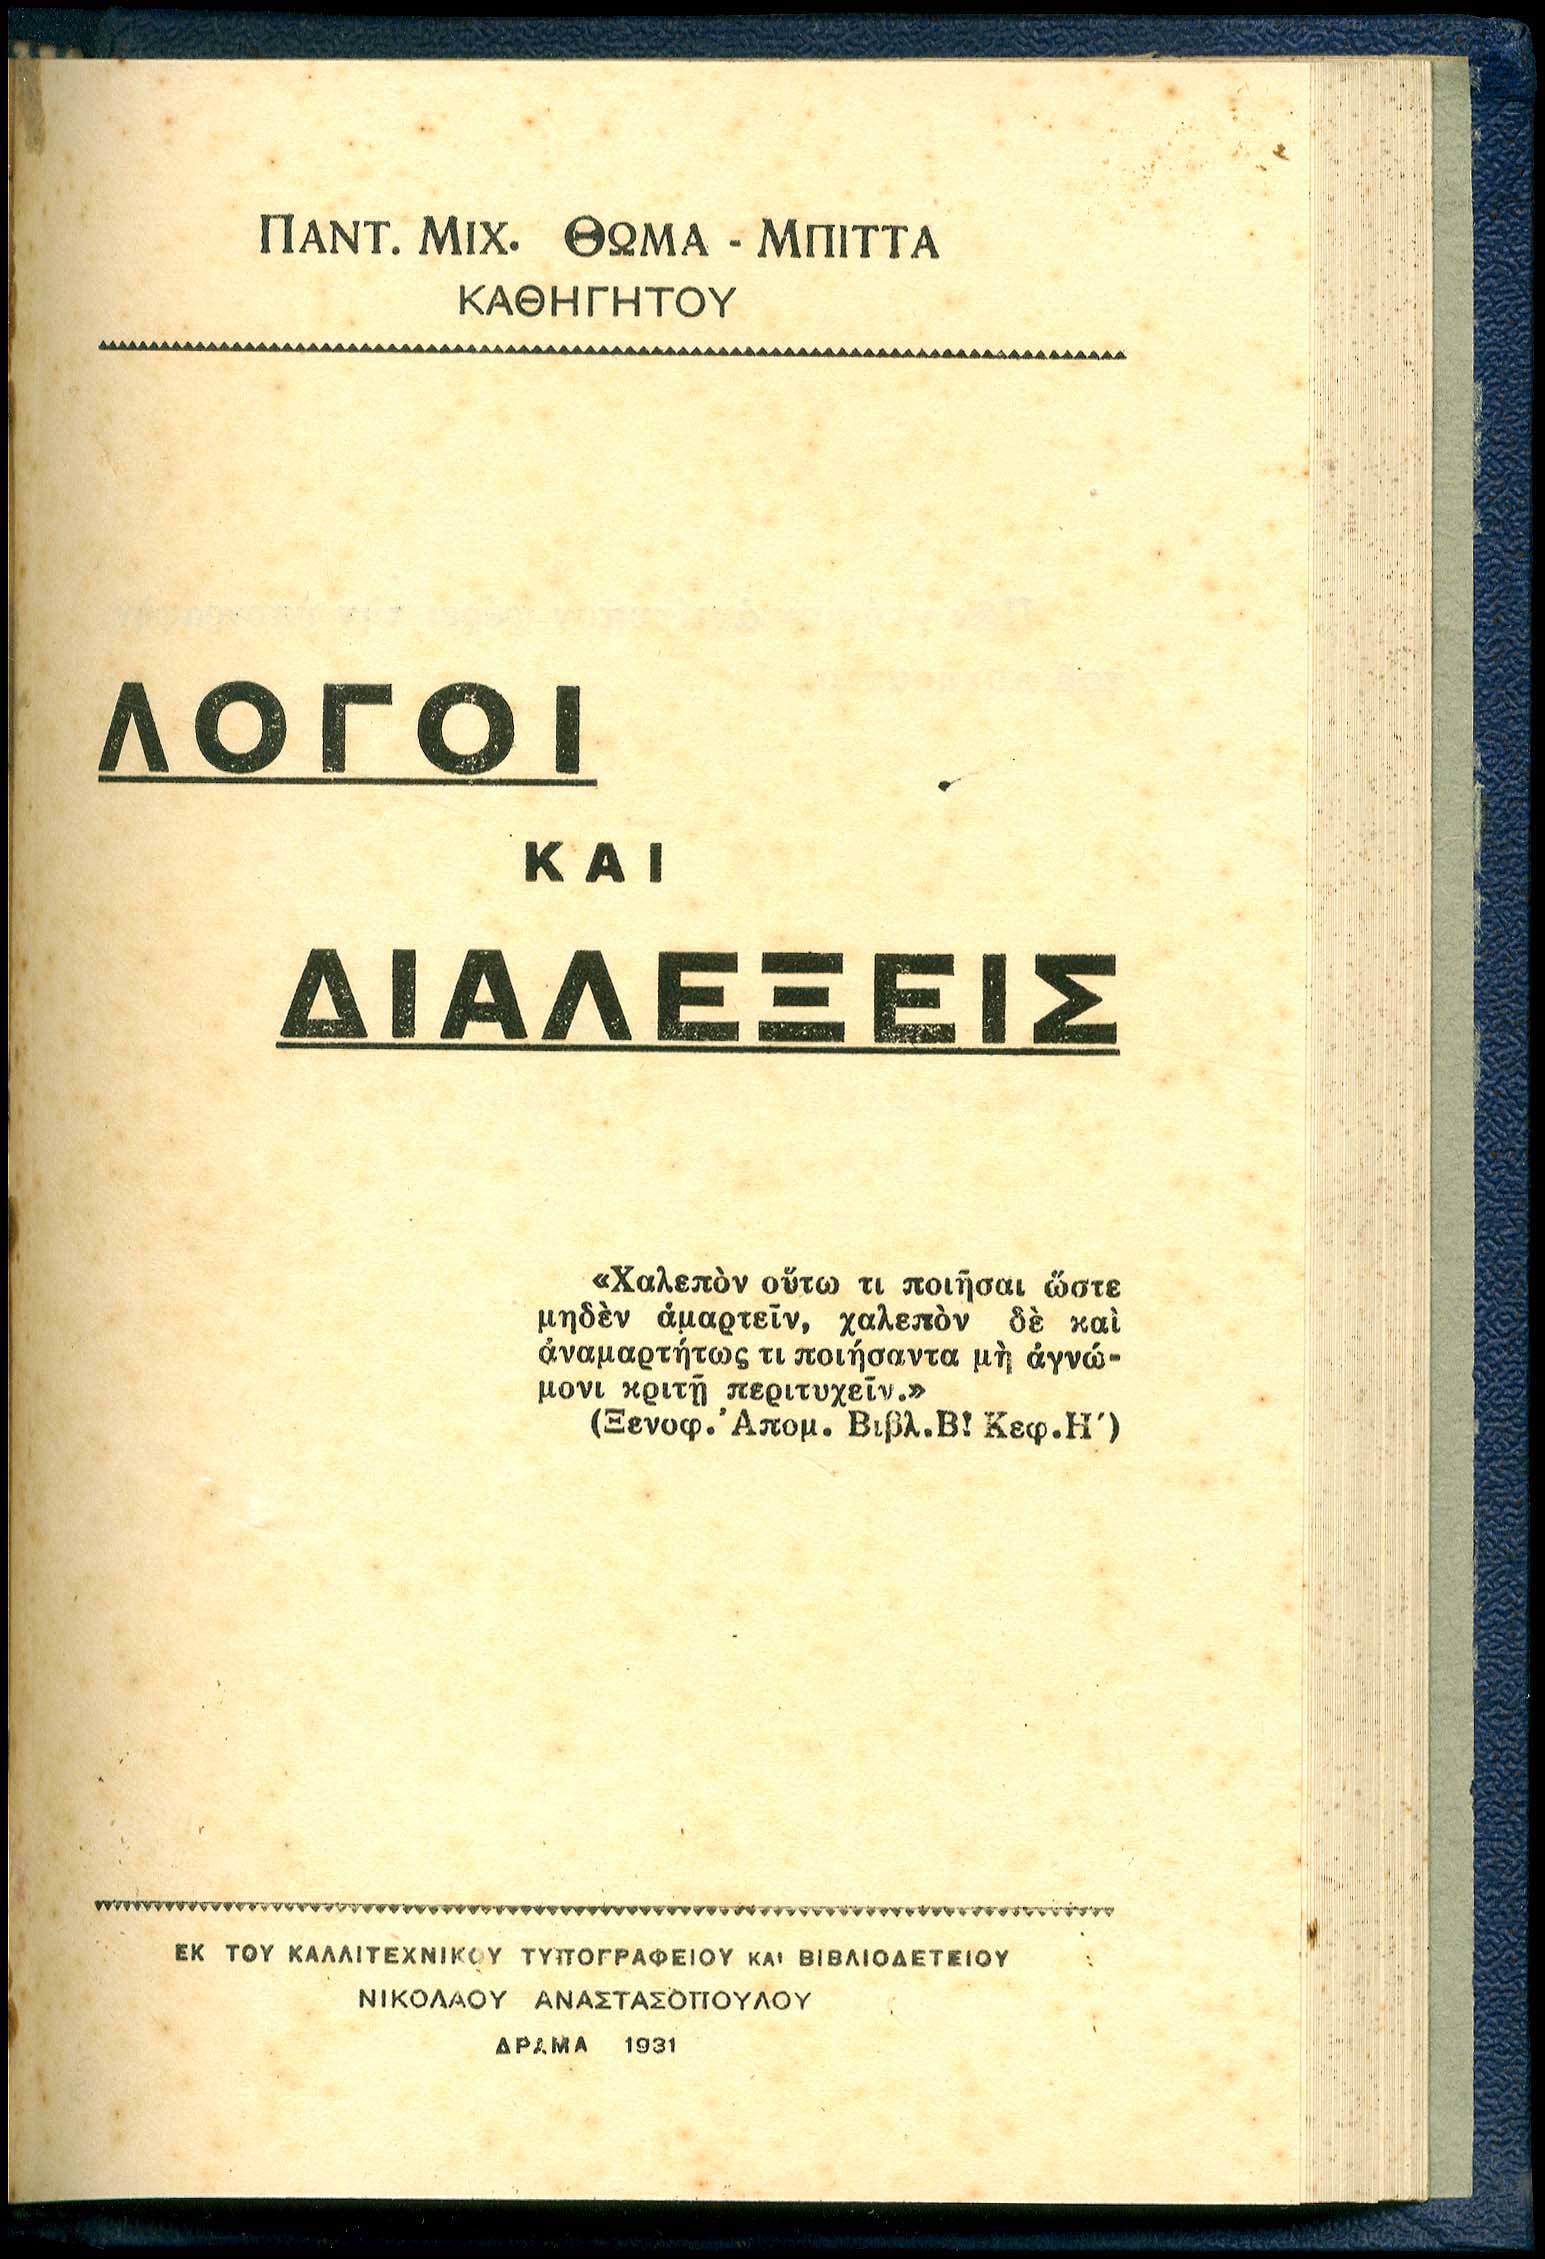 ΠΑΝΤ. ΜΙΧ. ΘΩΜΑ - ΜΠΙΤΤΑ
ΚΑΘΗΓΗΤΟΥ
ΛΟΓΟΙ
ΚΑΙ
ΔΙΑΛΕΞΕΙΣ
«Χαλεπὸν οὕτω τι ποιῆσαι ὥστε
μηδὲν ἁμαρτεῖν, χαλεπὸν δὲ καὶ
ἀναμαρτήτως τι ποιήσαντα μὴ ἀγνώ-
μονι κριτῇ περιτυχεῖν.»
(Ξενοφ. Ἀπομ. Βιβλ. Β! Κεφ. Η΄)
ΕΚ ΤΟΥ ΚΑΛΛΙΤΕΧΝΙΚΟΥ ΤΥΠΟΓΡΑΦΕΙΟΥ ΚΑΙ ΒΙΒΛΙΟΔΕΤΕΙΟΥ
ΝΙΚΟΛΑΟΥ ΑΝΑΣΤΑΣΟΠΟΥΛΟΥ
ΔΡΑΜΑ 1931